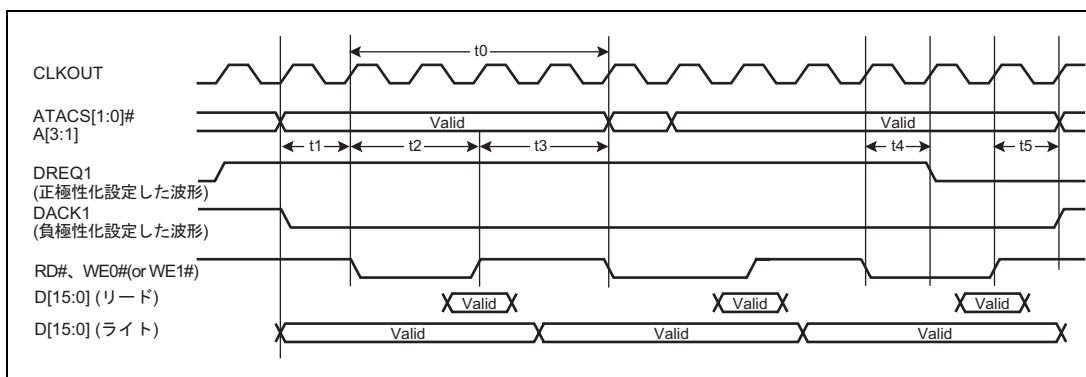 t0
CLKOUT
ATACS[1:0]#
A[3:1]
Valid
Valid
t1
t2
t3
t4
t5
DREQ1
(正極性化設定した波形)
DACK1
(負極性化設定した波形)
RD#、WE0#(or WE1#)
D[15:0] (リード)
Valid
Valid
Valid
D[15:0] (ライト)
Valid
Valid
Valid